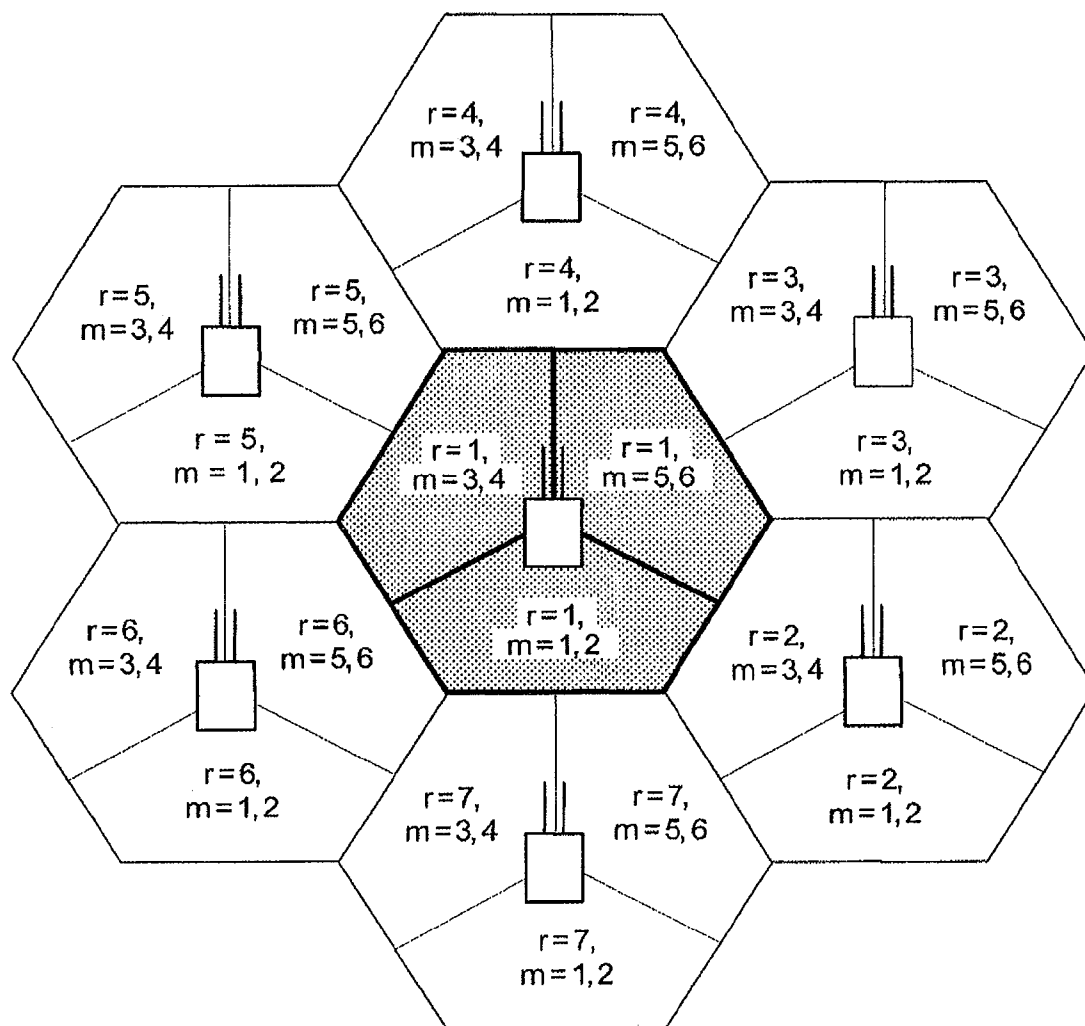 r=4,
m=3,4
r=4,
m=5,6
r=4,
m=1,2
r=5,
m=3,4
r=5,
m=5,6
r=5,
m=1,2
r=3,
m=3,4
r=3,
m=5,6
r=3,
m=1,2
r=1,
m=3,4
r=1,
m=5,6
r=1,
m=1,2
r=6,
m=3,4
r=6,
m=5,6
r=6,
m=1,2
r=2,
m=3,4
r=2,
m=5,6
r=2,
m=1,2
r=7,
m=3,4
r=7,
m=5,6
r=7,
m=1,2